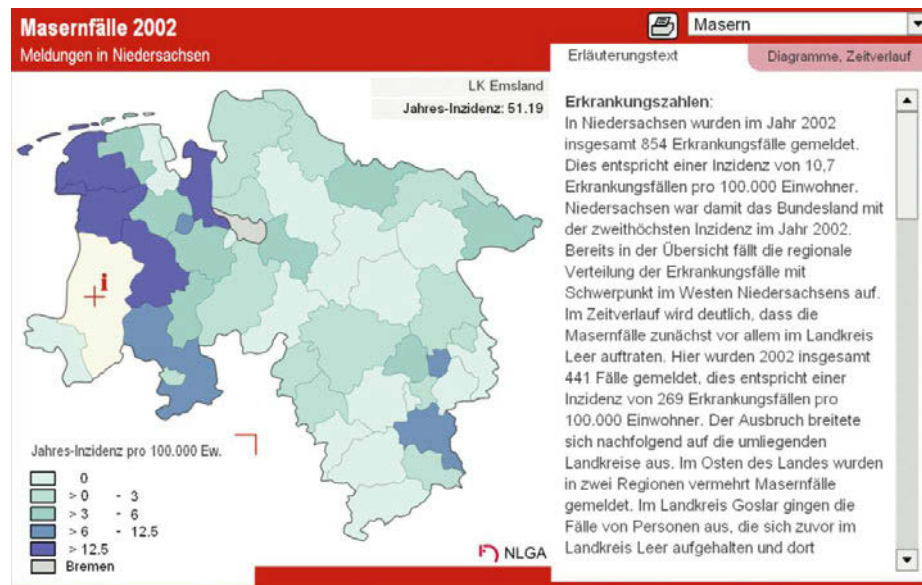 Masernfälle 2002
Meldungen in Niedersachsen
Masern
Erläuterungstext
Diagramme, Zeitverlauf
LK Emsland
Jahres-Inzidenz: 51.19
i
Jahres-Inzidenz pro 100.000 Ew.
0
> 0 - 3
> 3 - 6
> 6 - 12.5
> 12.5
Bremen
NLGA
Erkrankungszahlen:
In Niedersachsen wurden im Jahr 2002
insgesamt 854 Erkrankungsfälle gemeldet.
Dies entspricht einer Inzidenz von 10,7
Erkrankungsfällen pro 100.000 Einwohner.
Niedersachsen war damit das Bundesland mit
der zweithöchsten Inzidenz im Jahr 2002.
Bereits in der Übersicht fällt die regionale
Verteilung der Erkrankungsfälle mit
Schwerpunkt im Westen Niedersachsens auf.
Im Zeitverlauf wird deutlich, dass die
Masernfälle zunächst vor allem im Landkreis
Leer auftraten. Hier wurden 2002 insgesamt
441 Fälle gemeldet, dies entspricht einer
Inzidenz von 269 Erkrankungsfällen pro
100.000 Einwohner. Der Ausbruch breitete
sich nachfolgend auf die umliegenden
Landkreise aus. Im Osten des Landes wurden
in zwei Regionen vermehrt Masernfälle
gemeldet. Im Landkreis Goslar gingen die
Fälle von Personen aus, die sich zuvor im
Landkreis Leer aufgehalten und dort